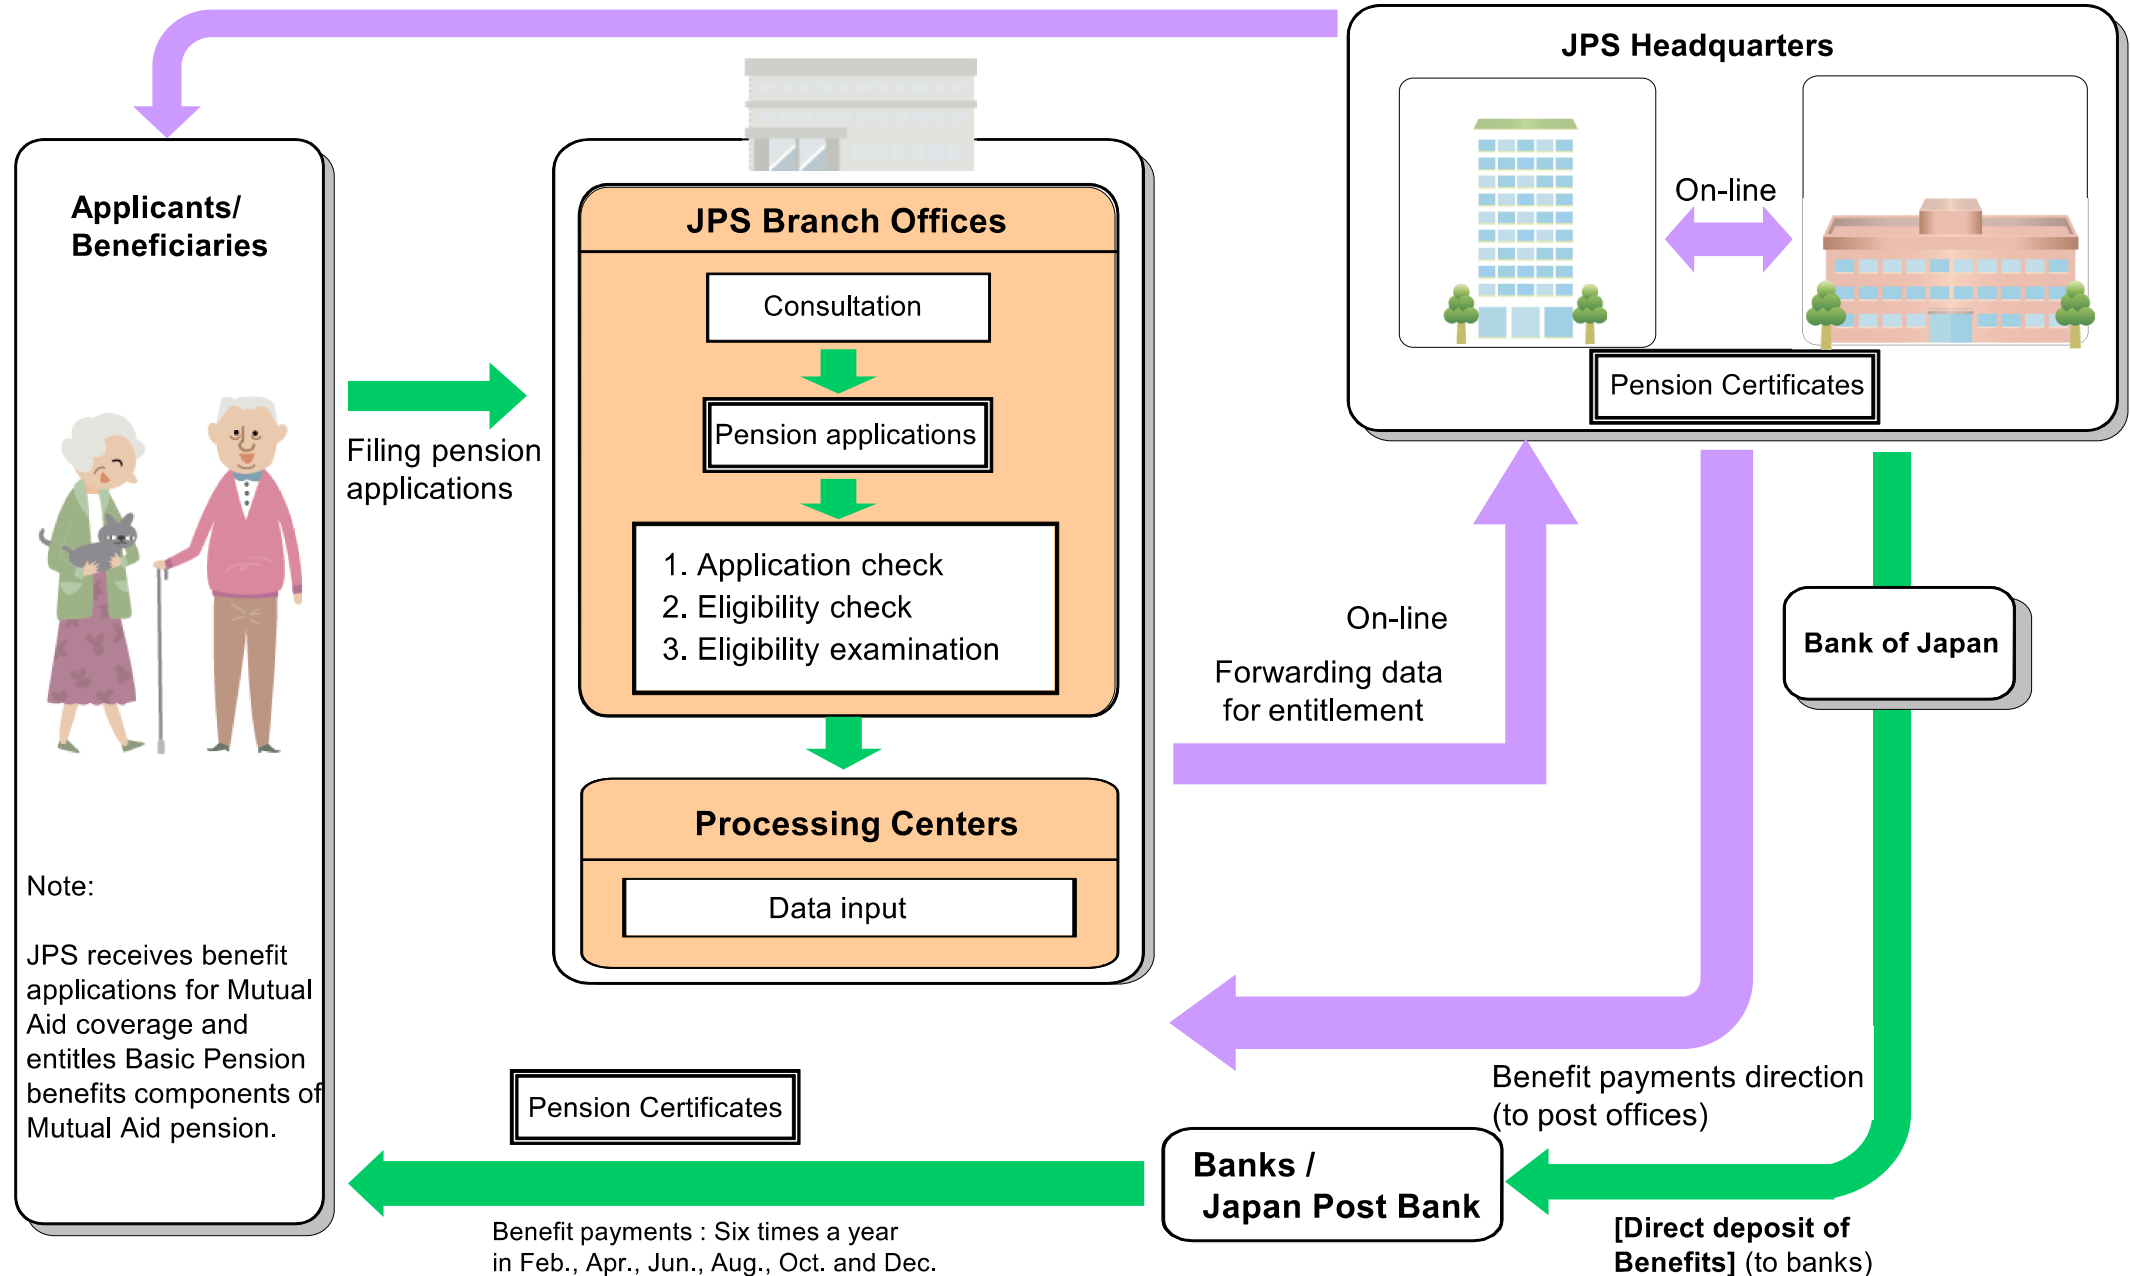 JPS Headquarters
On-line
Pension Certificates
Applicants/
Beneficiaries
Filing pension
applications
JPS Branch Offices
Consultation
Pension applications
1. Application check
2. Eligibility check
3. Eligibility examination
Processing Centers
Data input
On-line
Forwarding data
for entitlement
Bank of Japan
Note:
JPS receives benefit
applications for Mutual
Aid coverage and
entitles Basic Pension
benefits components of
Mutual Aid pension.
Pension Certificates
Benefit payments : Six times a year
in Feb., Apr., Jun., Aug., Oct. and Dec.
Banks /
Japan Post Bank
Benefit payments direction
(to post offices)
[Direct deposit of
Benefits] (to banks)